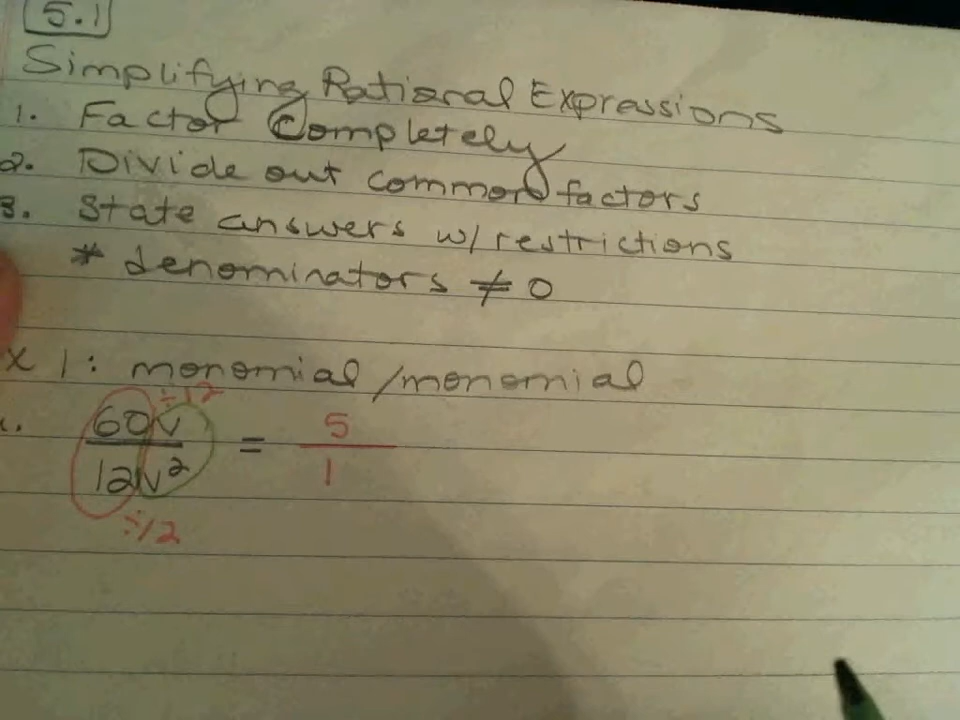 5.1
Simplifying Rational Expressions
1. Factor Completely
2. Divide out common factors
3. State answers w/ restrictions
* denominators ≠ 0
x 1: monomial/monomial
÷12
60v / 12v² = 5 / 1
÷12